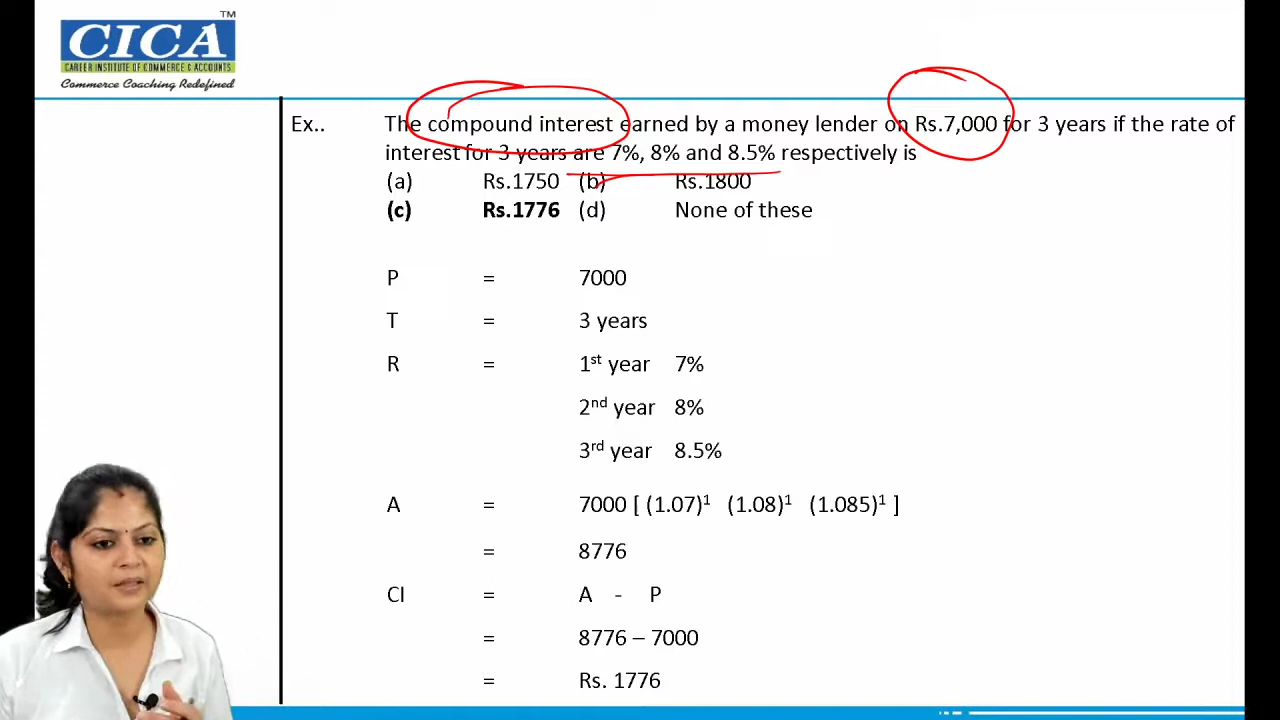 TM
CICA
CAREER INSTITUTE OF COMMERCE & ACCOUNTS
Commerce Coaching Redefined
Ex.. The compound interest earned by a money lender on Rs.7,000 for 3 years if the rate of
interest for 3 years are 7%, 8% and 8.5% respectively is
(a) Rs.1750 (b) Rs.1800
(c) Rs.1776 (d) None of these
P = 7000
T = 3 years
R = 1st year 7%
2nd year 8%
3rd year 8.5%
A = 7000 [ (1.07)¹ (1.08)¹ (1.085)¹ ]
= 8776
CI = A - P
= 8776 – 7000
= Rs. 1776